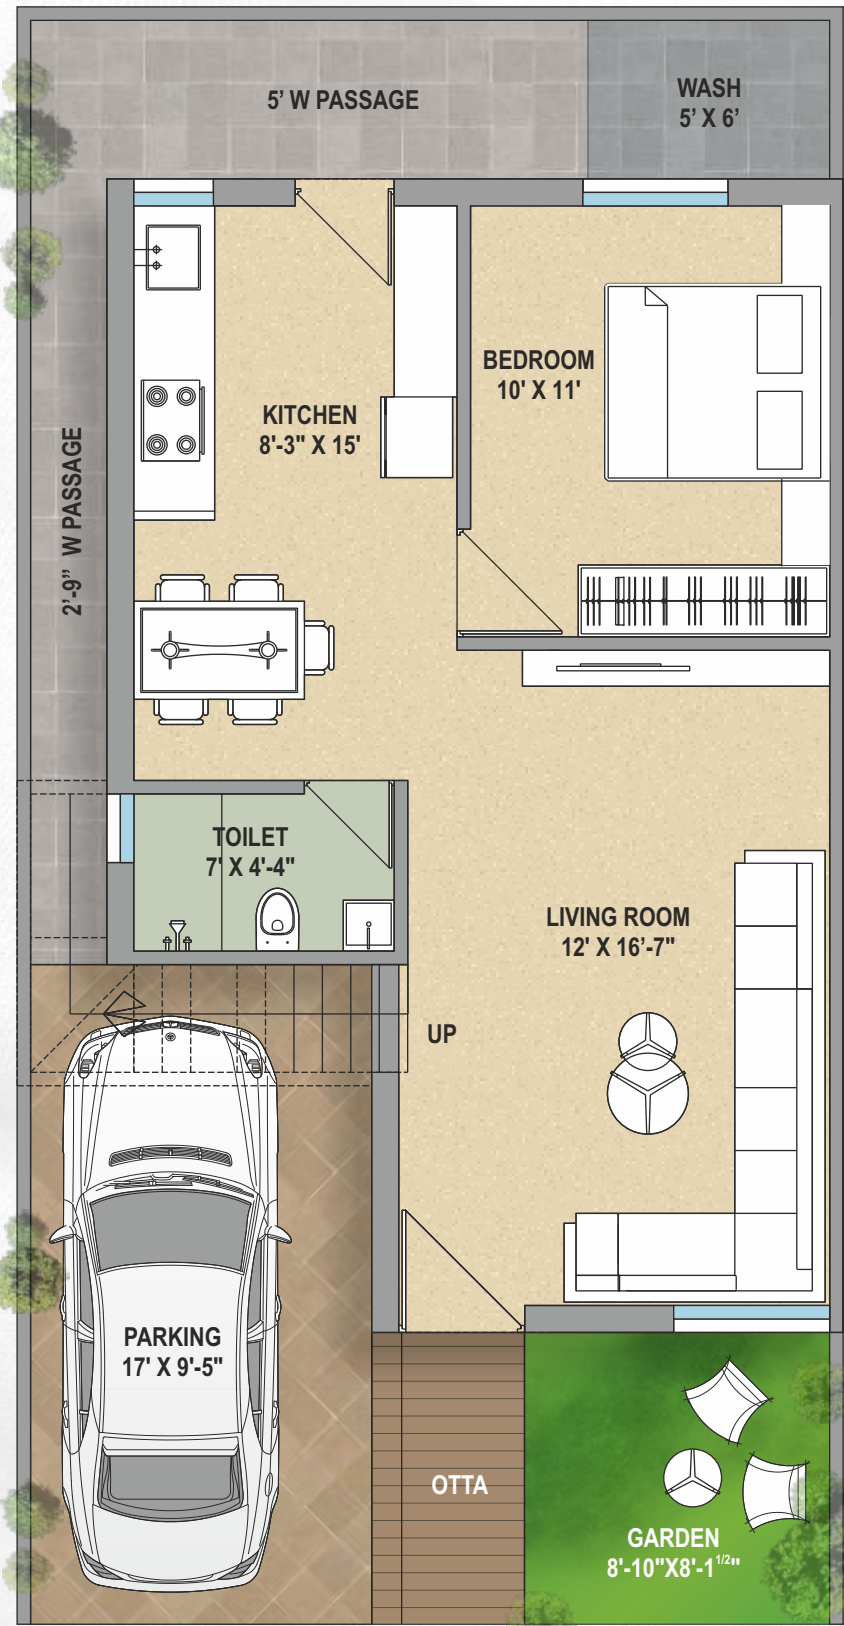 5' W PASSAGE
WASH
5' X 6'
BEDROOM
10' X 11'
KITCHEN
8'-3" X 15'
2'-9" W PASSAGE
TOILET
7' X 4'-4"
LIVING ROOM
12' X 16'-7"
UP
PARKING
17' X 9'-5"
OTTA
GARDEN
8'-10"X8'-1 1/2"